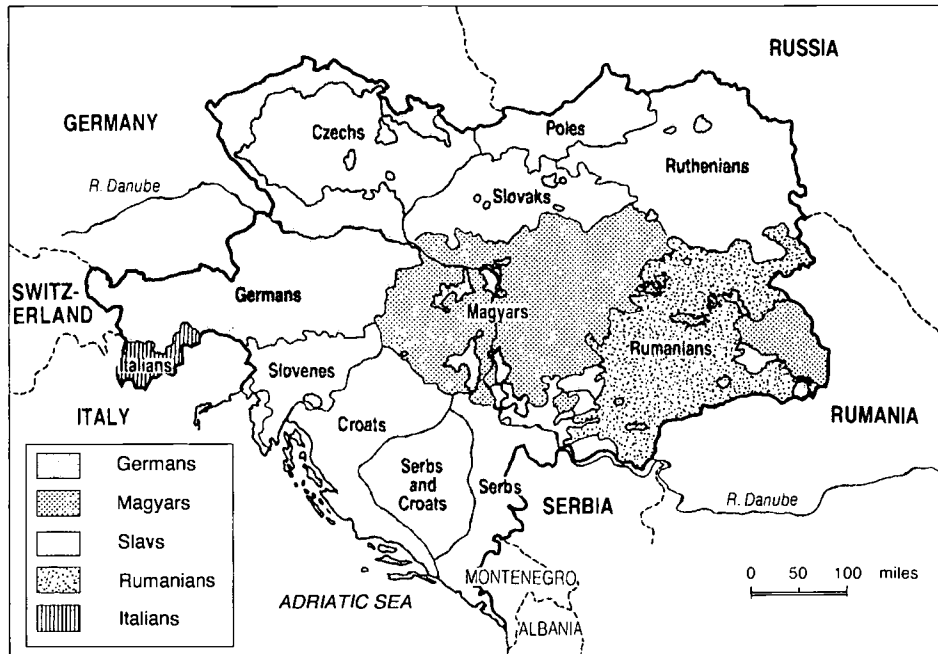 RUSSIA
GERMANY
Czechs
Poles
Ruthenians
R. Danube
Slovaks
SWITZ-
ERLAND
Germans
Magyars
Rumanians
Italians
Slovenes
ITALY
Croats
RUMANIA
Serbs
and
Croats
Serbs
SERBIA
R. Danube
MONTENEGRO
ALBANIA
ADRIATIC SEA
0 50 100 miles
Germans
Magyars
Slavs
Rumanians
Italians